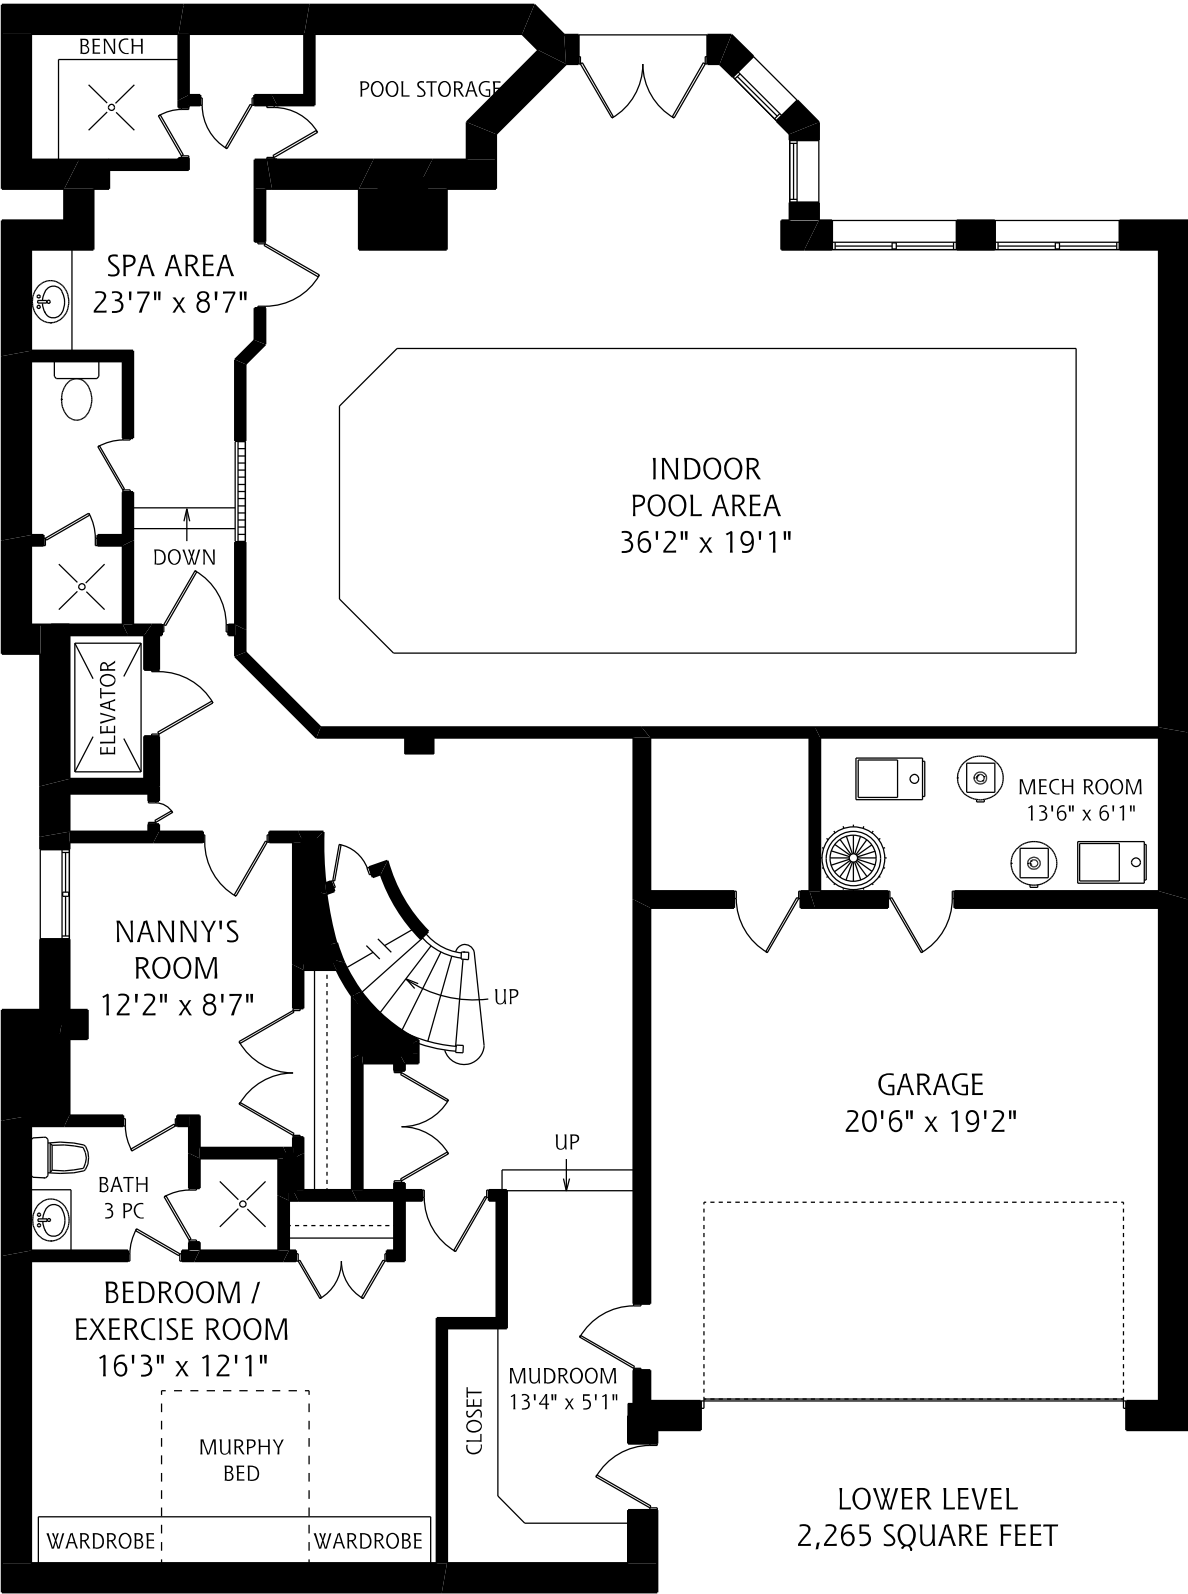 BENCH
POOL STORAGE
SPA AREA
23'7" x 8'7"
INDOOR
POOL AREA
36'2" x 19'1"
DOWN
ELEVATOR
MECH ROOM
13'6" x 6'1"
NANNY'S
ROOM
12'2" x 8'7"
UP
GARAGE
20'6" x 19'2"
UP
BATH
3 PC
BEDROOM /
EXERCISE ROOM
16'3" x 12'1"
MUDROOM
13'4" x 5'1"
CLOSET
MURPHY
BED
WARDROBE
WARDROBE
LOWER LEVEL
2,265 SQUARE FEET